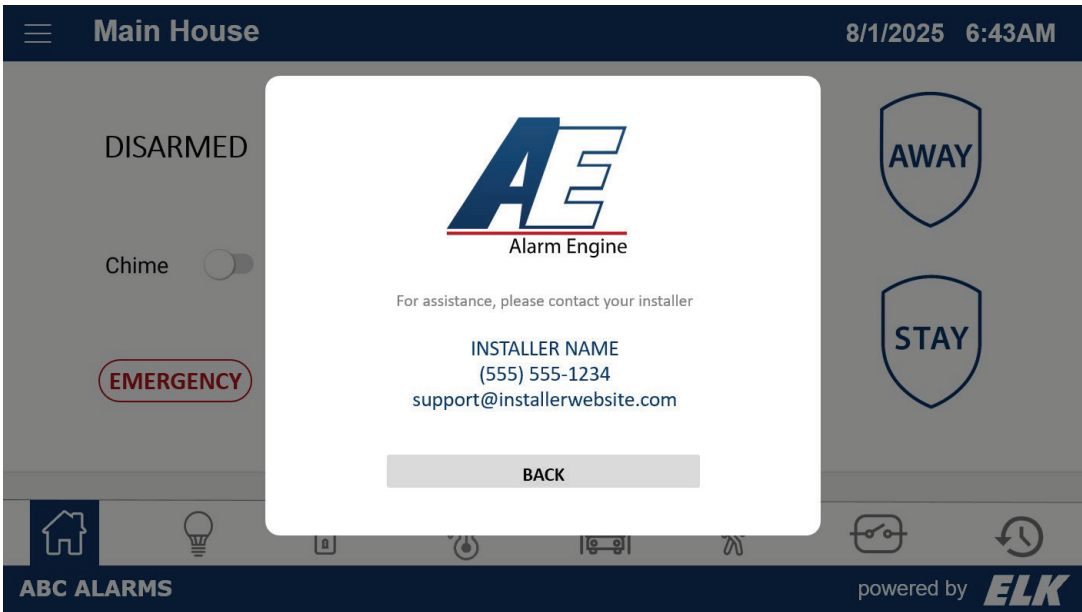 Main House
8/1/2025 6:43AM
DISARMED
Chime
EMERGENCY
AE
Alarm Engine
For assistance, please contact your installer
INSTALLER NAME
(555) 555-1234
support@installerwebsite.com
BACK
AWAY
STAY
ABC ALARMS
powered by ELK